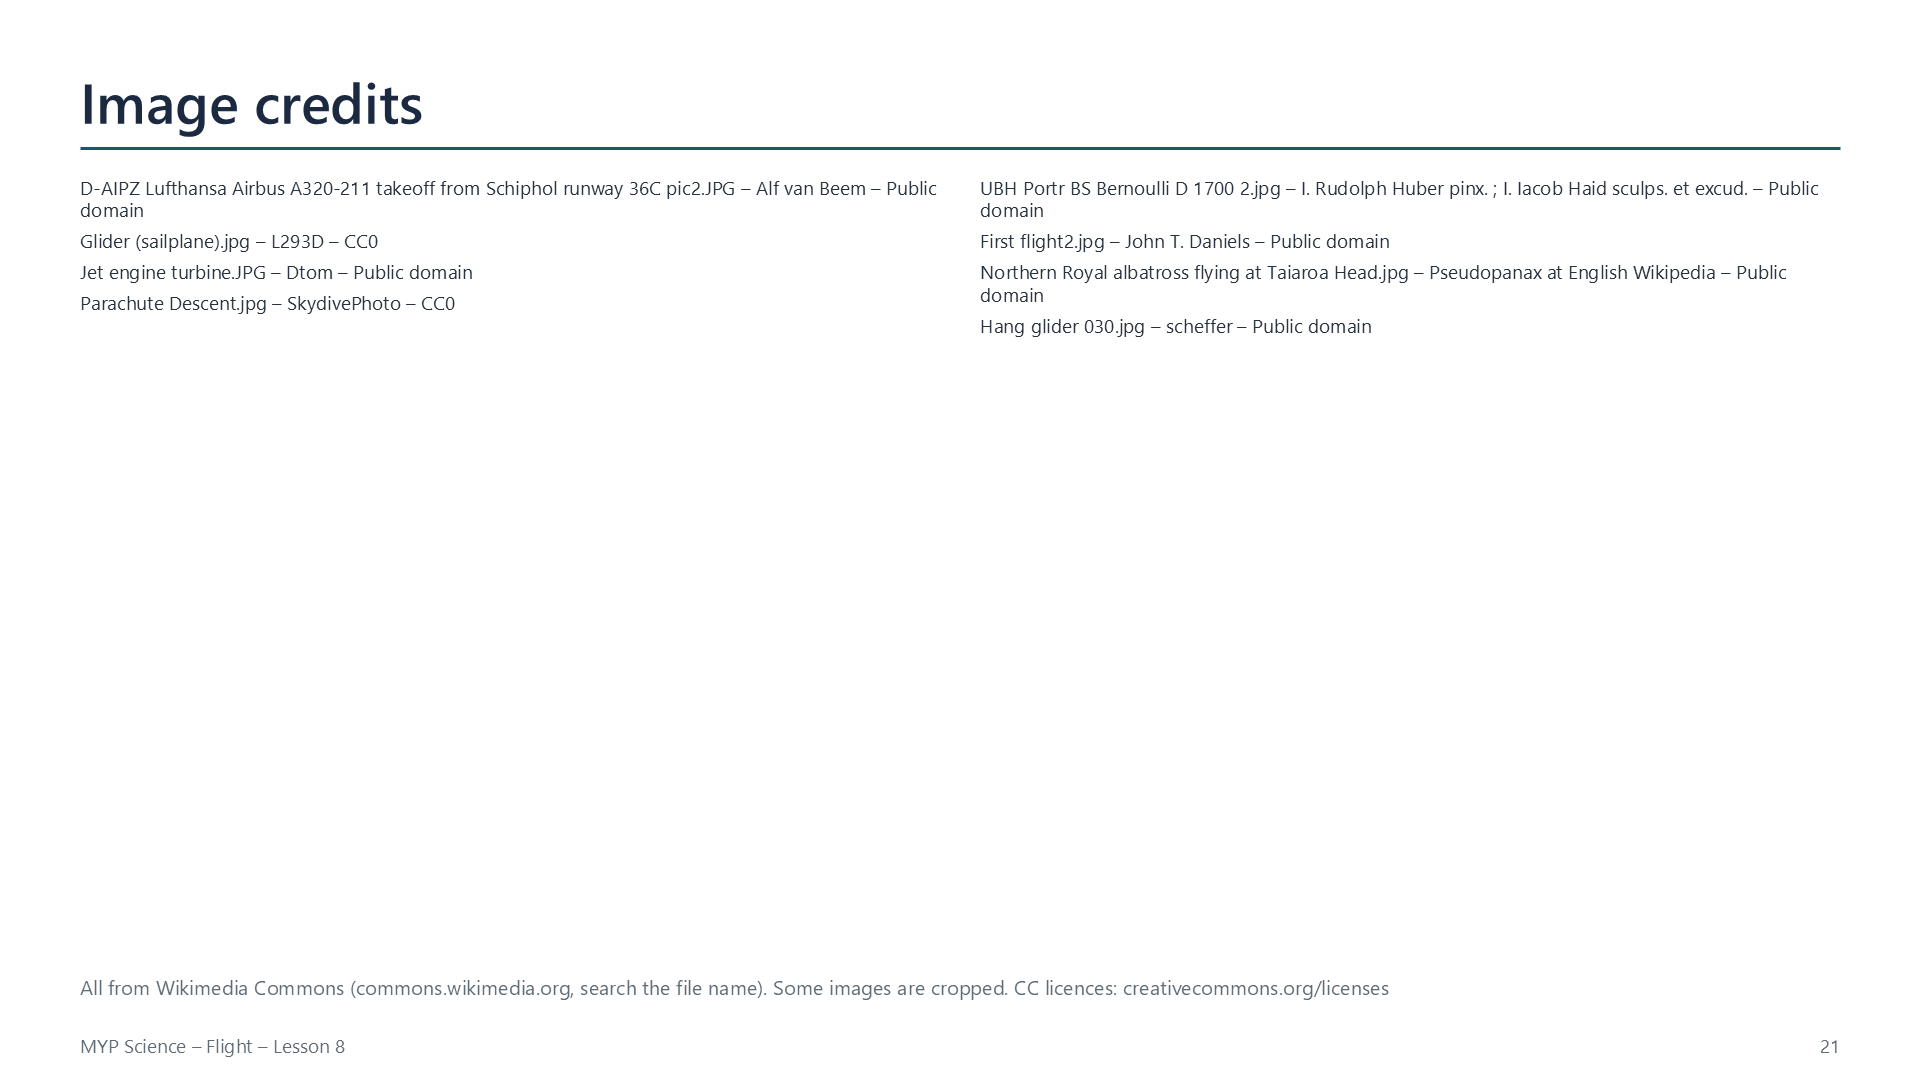 Image credits
D-AIPZ Lufthansa Airbus A320-211 takeoff from Schiphol runway 36C pic2.JPG – Alf van Beem – Public
domain
Glider (sailplane).jpg – L293D – CC0
Jet engine turbine.JPG – Dtom – Public domain
Parachute Descent.jpg – SkydivePhoto – CC0
UBH Portr BS Bernoulli D 1700 2.jpg – I. Rudolph Huber pinx. ; I. Iacob Haid sculps. et excud. – Public
domain
First flight2.jpg – John T. Daniels – Public domain
Northern Royal albatross flying at Taiaroa Head.jpg – Pseudopanax at English Wikipedia – Public
domain
Hang glider 030.jpg – scheffer – Public domain
All from Wikimedia Commons (commons.wikimedia.org, search the file name). Some images are cropped. CC licences: creativecommons.org/licenses
MYP Science – Flight – Lesson 8
21